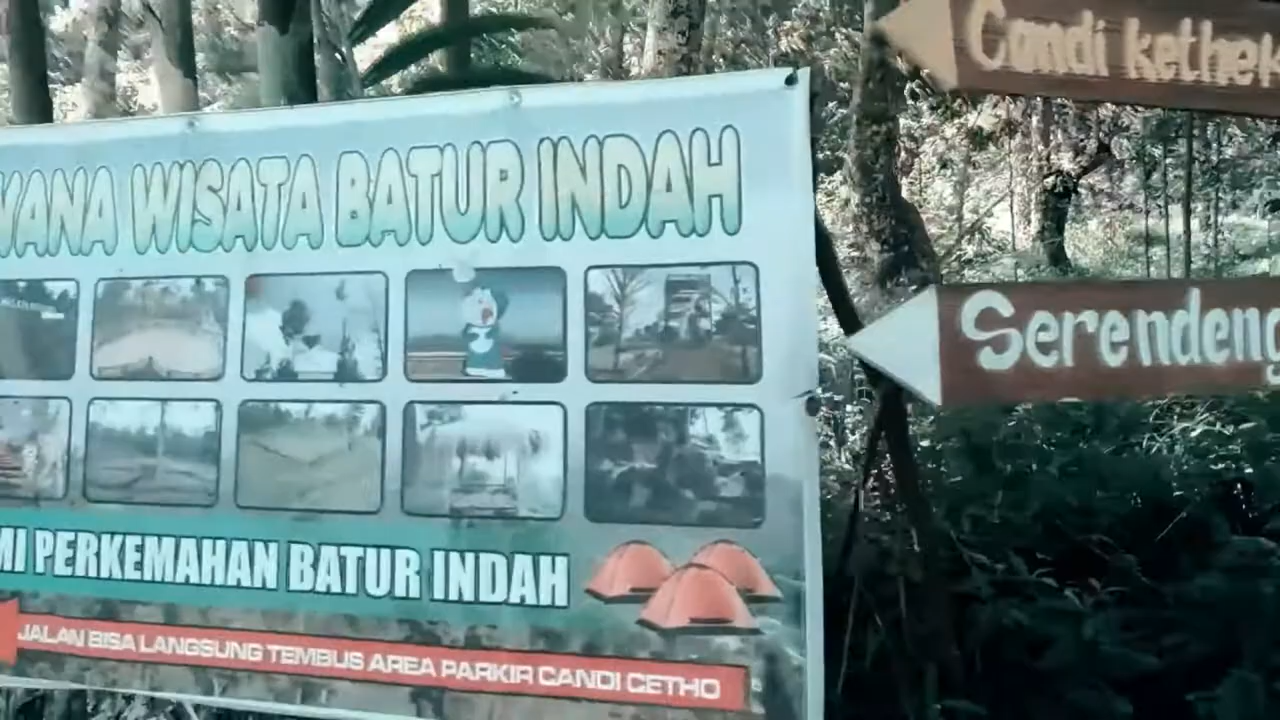 WANA WISATA BATUR INDAH
MI PERKEMAHAN BATUR INDAH
JALAN BISA LANGSUNG TEMBUS AREA PARKIR CANDI CETHO
Candi kethek
Serendeng